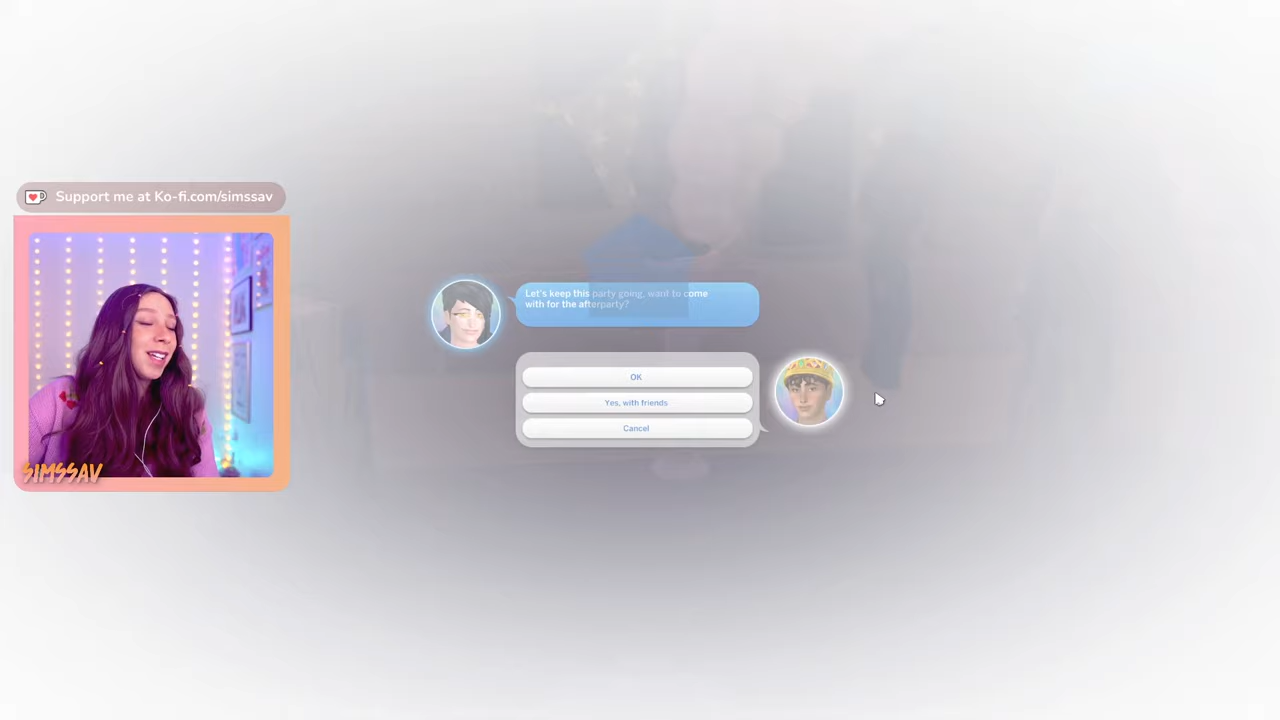 Support me at Ko-fi.com/simssav
SIMSSAV
Let's keep this party going, want to come
with for the afterparty?
OK
Yes, with friends
Cancel